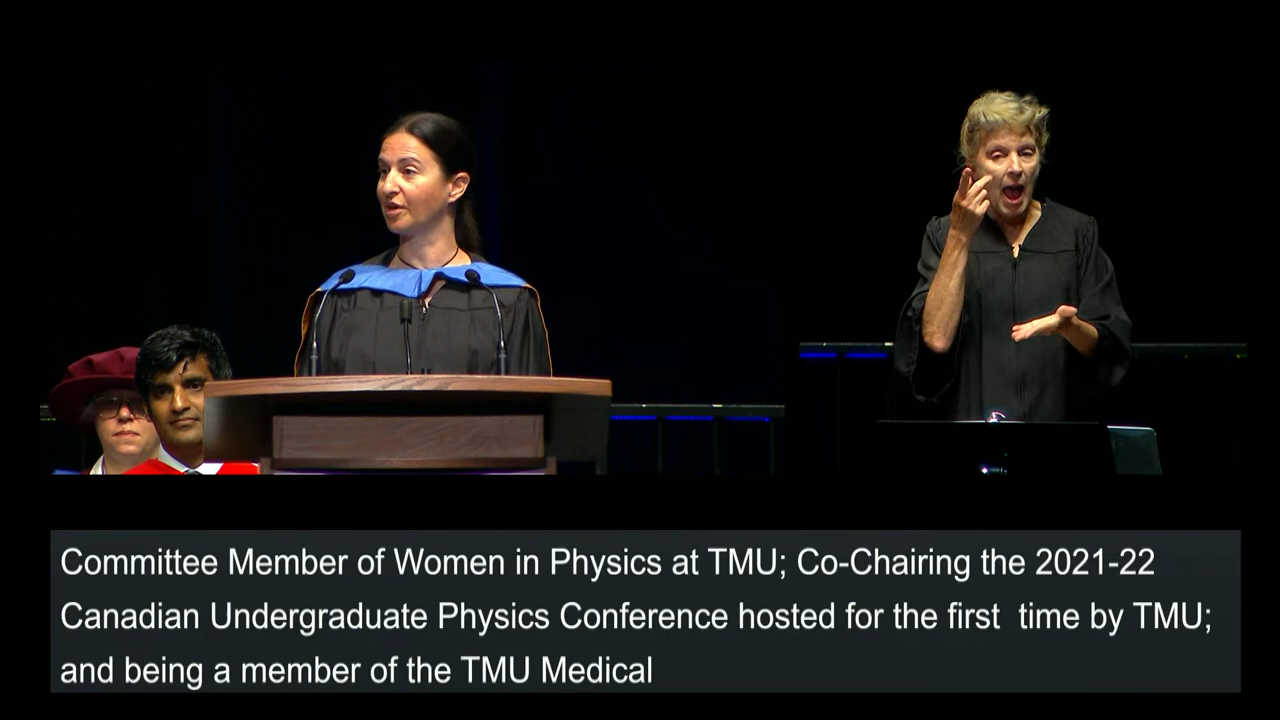 Committee Member of Women in Physics at TMU; Co-Chairing the 2021-22
Canadian Undergraduate Physics Conference hosted for the first  time by TMU;
and being a member of the TMU Medical